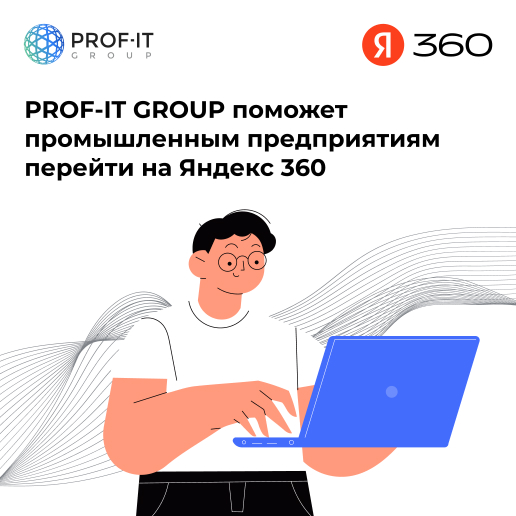 PROF-IT
GROUP
Я 360
PROF-IT GROUP поможет
промышленным предприятиям
перейти на Яндекс 360